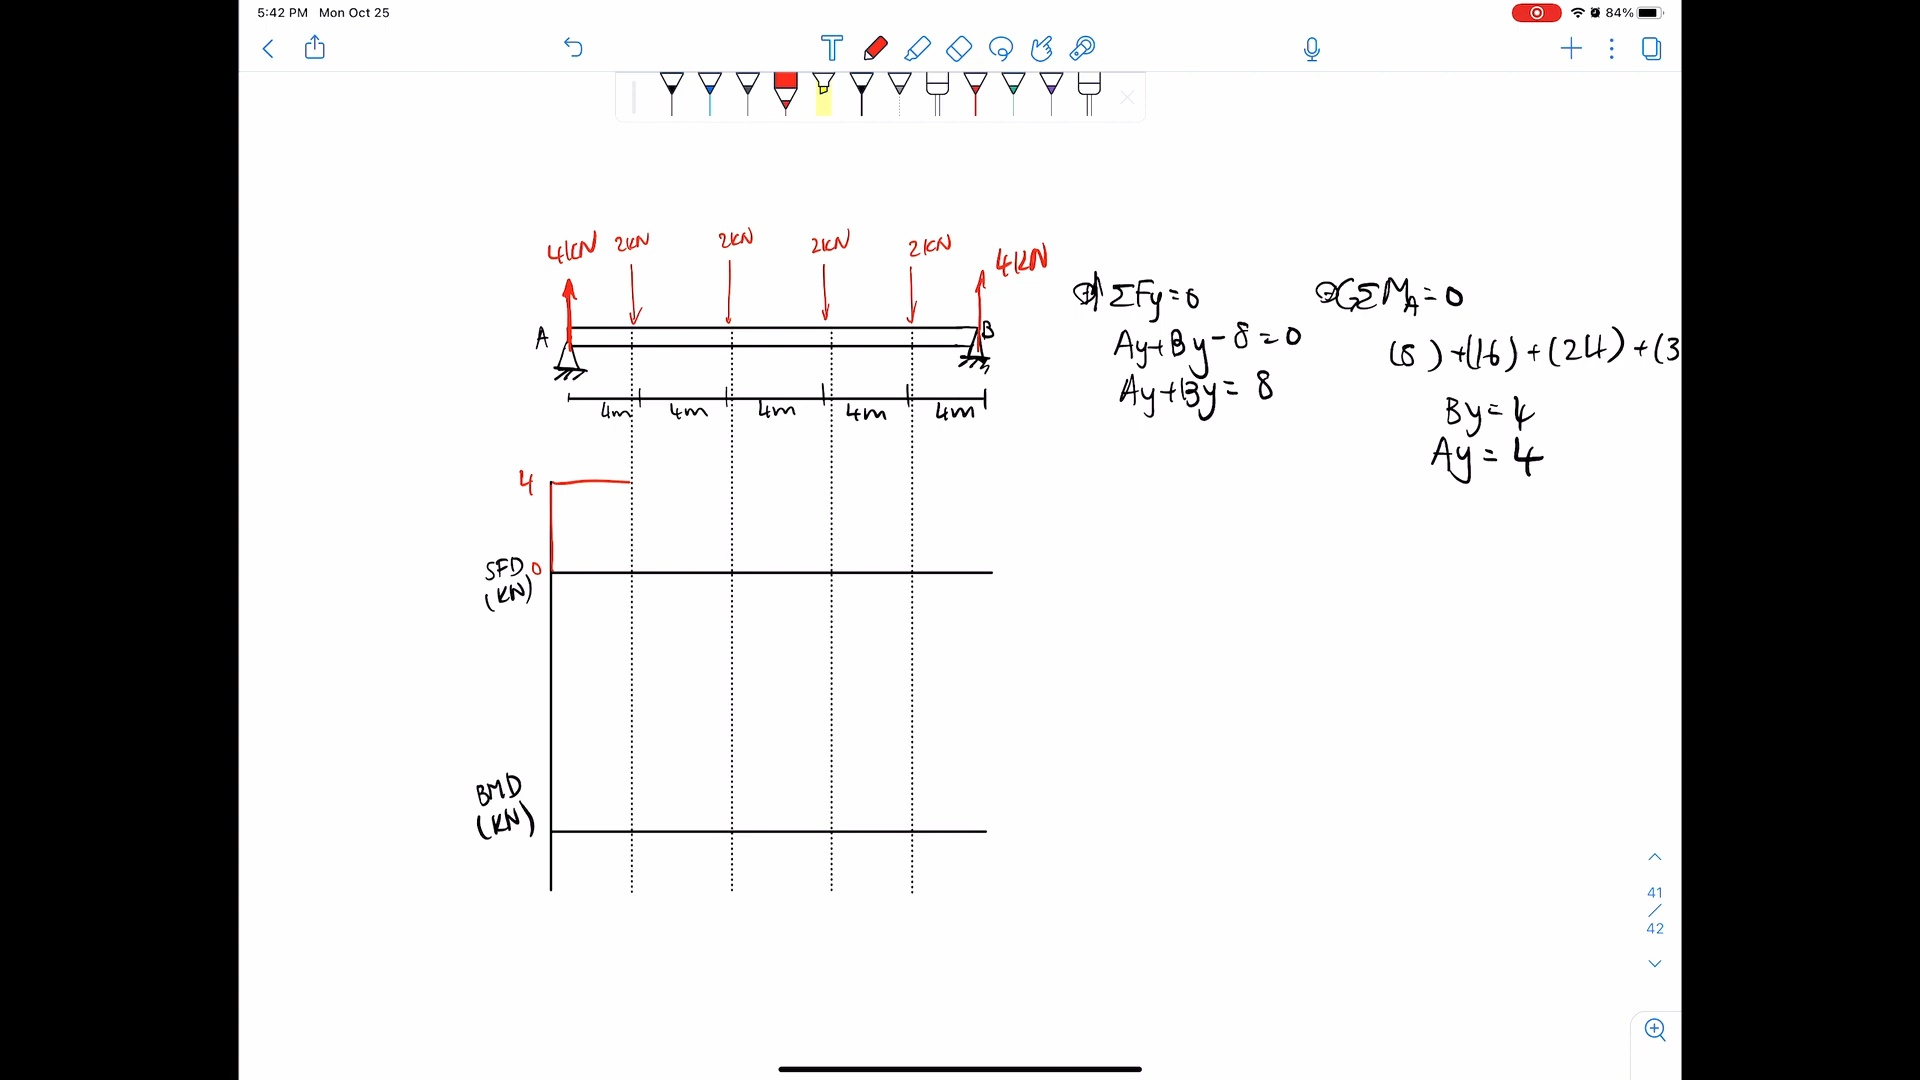 5:42 PM Mon Oct 25
84%
4KN 2KN 2KN 2KN 2KN 4KN
A B
4m 4m 4m 4m 4m
ΣFy=0
Ay+By-8=0
Ay+By=8
ΣMA=0
(8)+(16)+(24)+(3
By=4
Ay=4
4
SFD 0
(KN)
BMD
(KN)
41
/
42